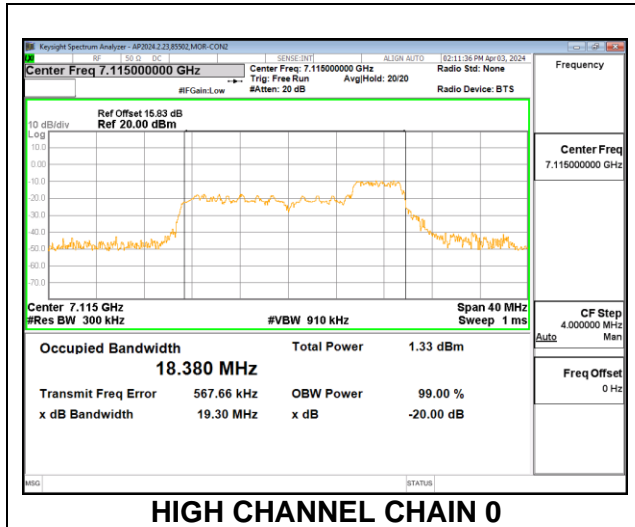 Keysight Spectrum Analyzer - AP2024.2.23,85502,MOR-CON2
RF 50 Ω DC SENSE:INT ALIGN AUTO 02:11:36 PM Apr 03, 2024
Center Freq 7.115000000 GHz Center Freq: 7.115000000 GHz Radio Std: None Frequency
Trig: Free Run Avg|Hold: 20/20
#IFGain:Low #Atten: 20 dB Radio Device: BTS
Ref Offset 15.83 dB
10 dB/div Ref 20.00 dBm
Log
10.0
0.00
-10.0
-20.0
-30.0
-40.0
-50.0
-60.0
-70.0
Center Freq
7.115000000 GHz
Center 7.115 GHz Span 40 MHz
#Res BW 300 kHz #VBW 910 kHz Sweep 1 ms
CF Step
4.000000 MHz
Auto Man
Occupied Bandwidth Total Power 1.33 dBm
18.380 MHz
Freq Offset
0 Hz
Transmit Freq Error 567.66 kHz OBW Power 99.00 %
x dB Bandwidth 19.30 MHz x dB -20.00 dB
MSG STATUS
HIGH CHANNEL CHAIN 0